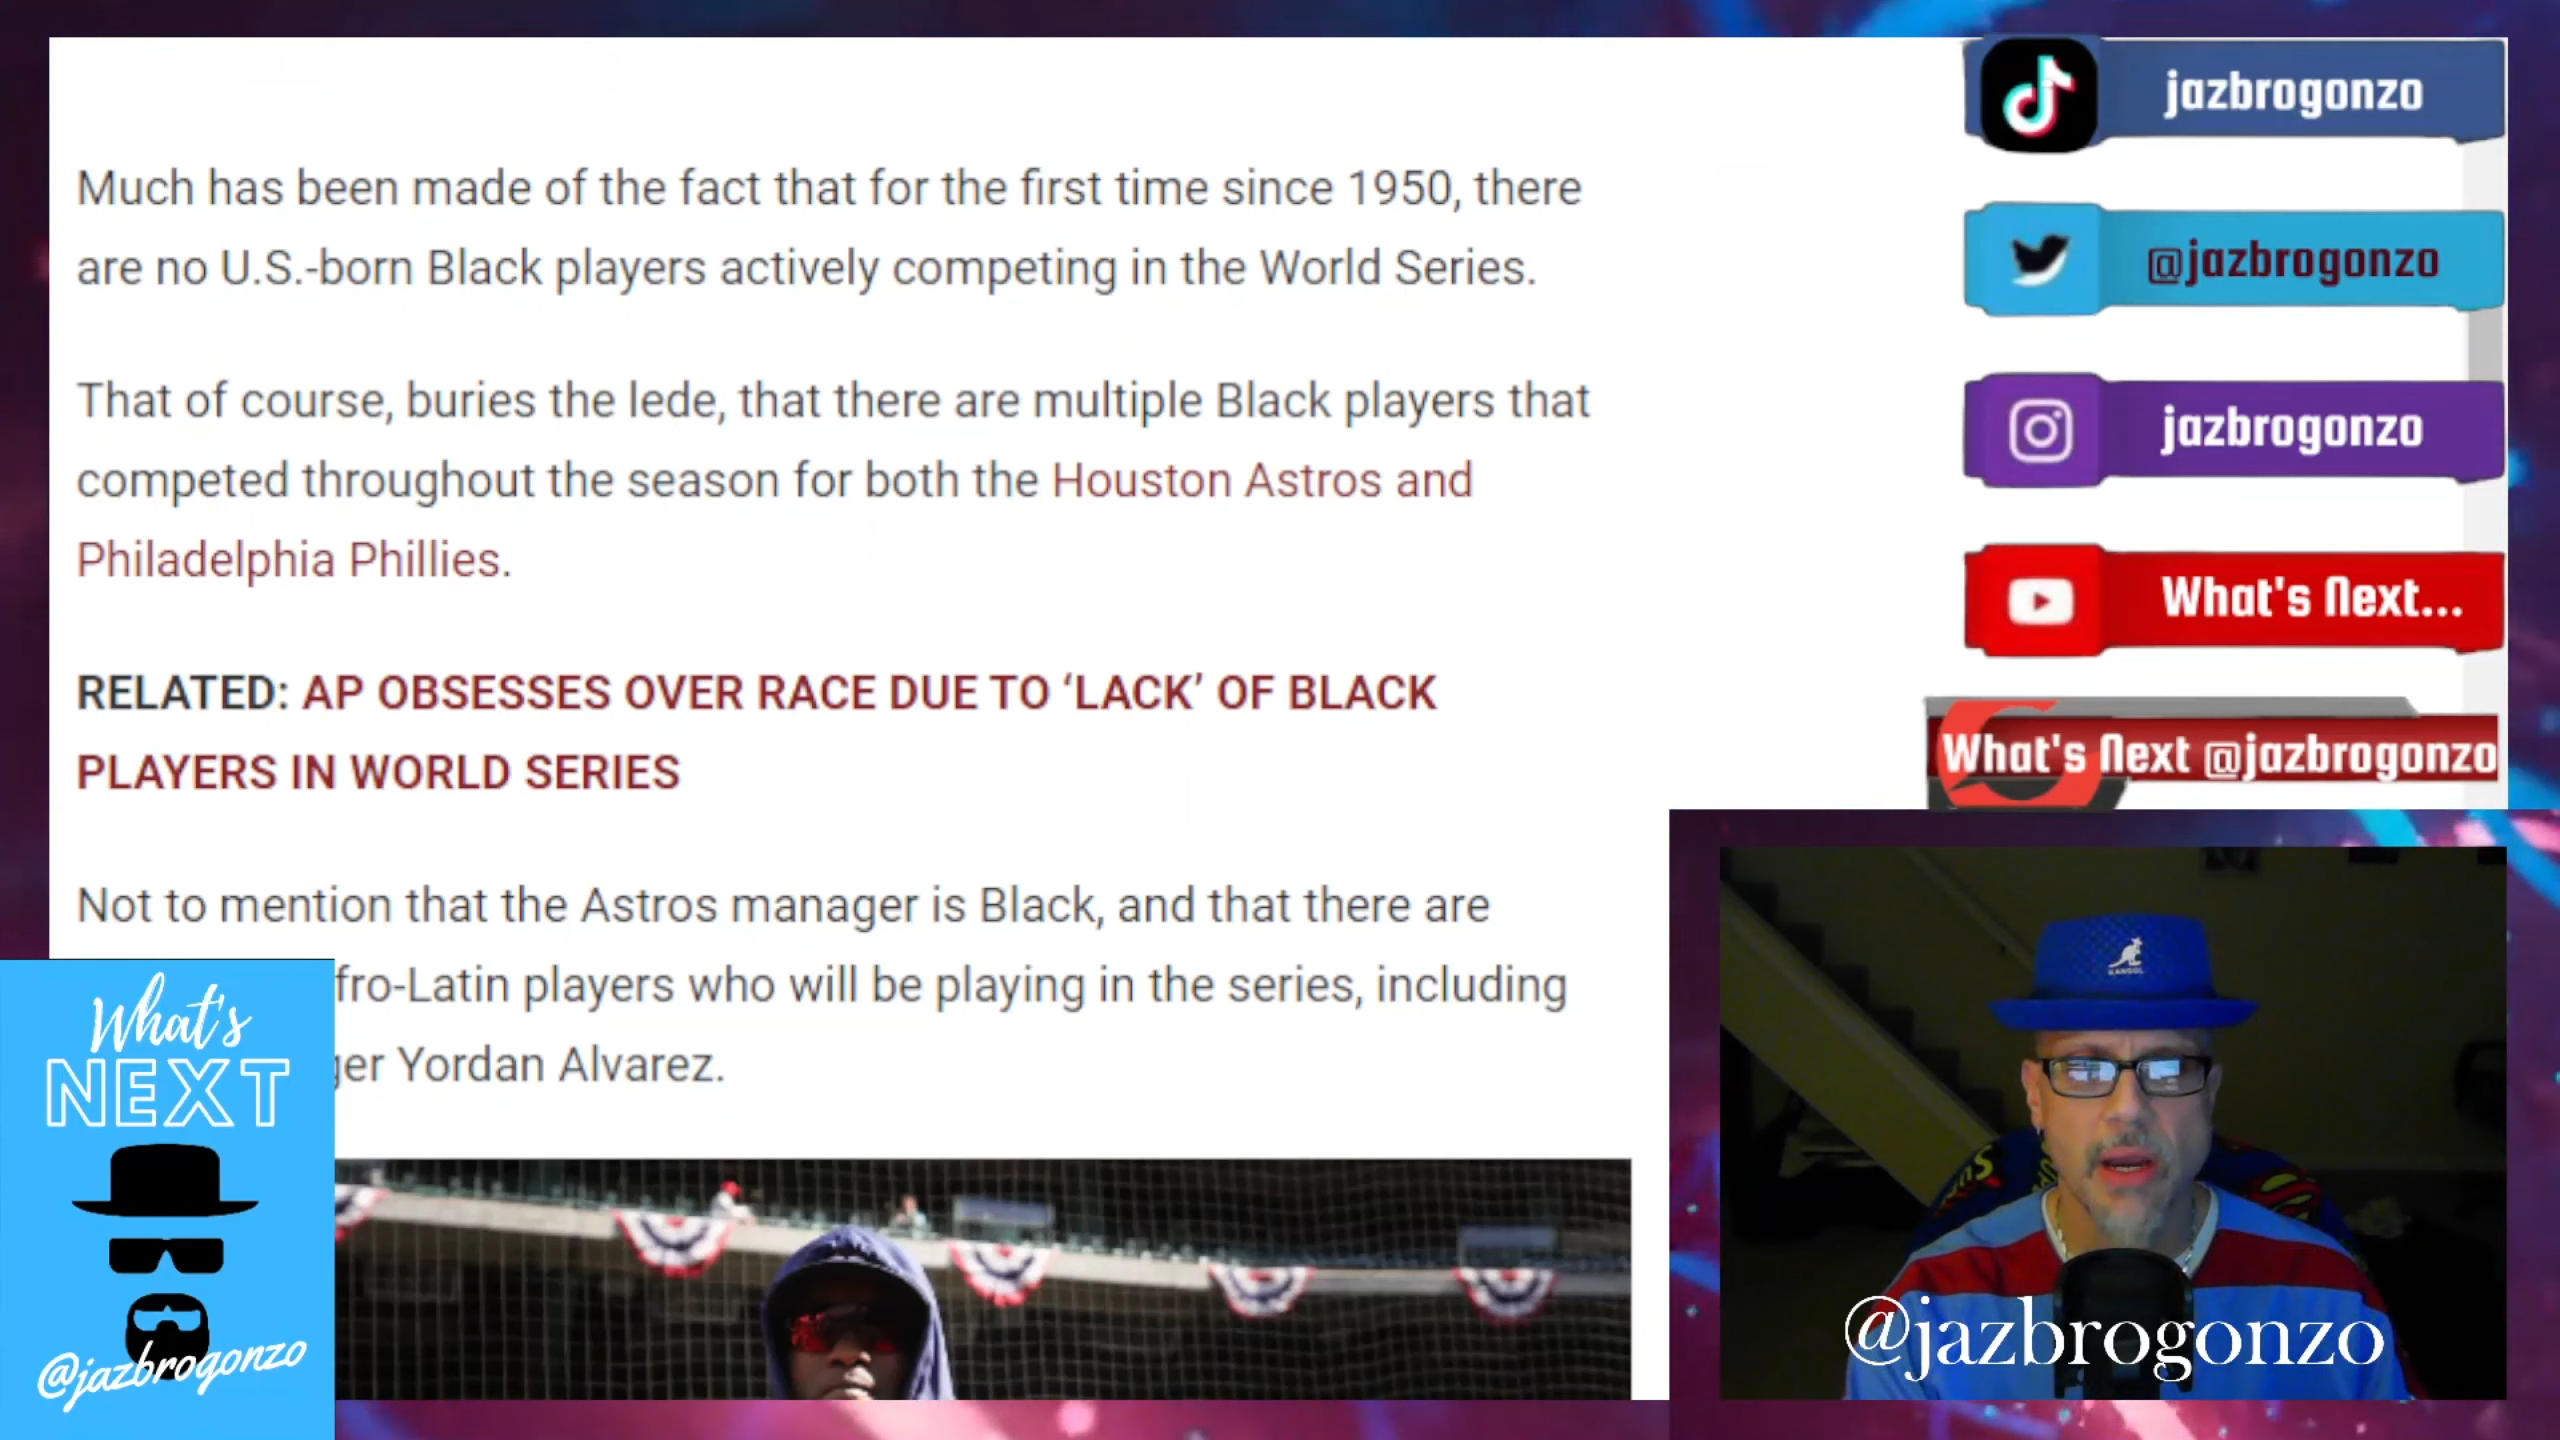 Much has been made of the fact that for the first time since 1950, there
are no U.S.-born Black players actively competing in the World Series.
That of course, buries the lede, that there are multiple Black players that
competed throughout the season for both the Houston Astros and
Philadelphia Phillies.
RELATED: AP OBSESSES OVER RACE DUE TO ‘LACK’ OF BLACK
PLAYERS IN WORLD SERIES
Not to mention that the Astros manager is Black, and that there are
fro-Latin players who will be playing in the series, including
ger Yordan Alvarez.
jazbrogonzo
@jazbrogonzo
jazbrogonzo
What's Next...
What's Next @jazbrogonzo
What's
NEXT
@jazbrogonzo
KANGOL
@jazbrogonzo